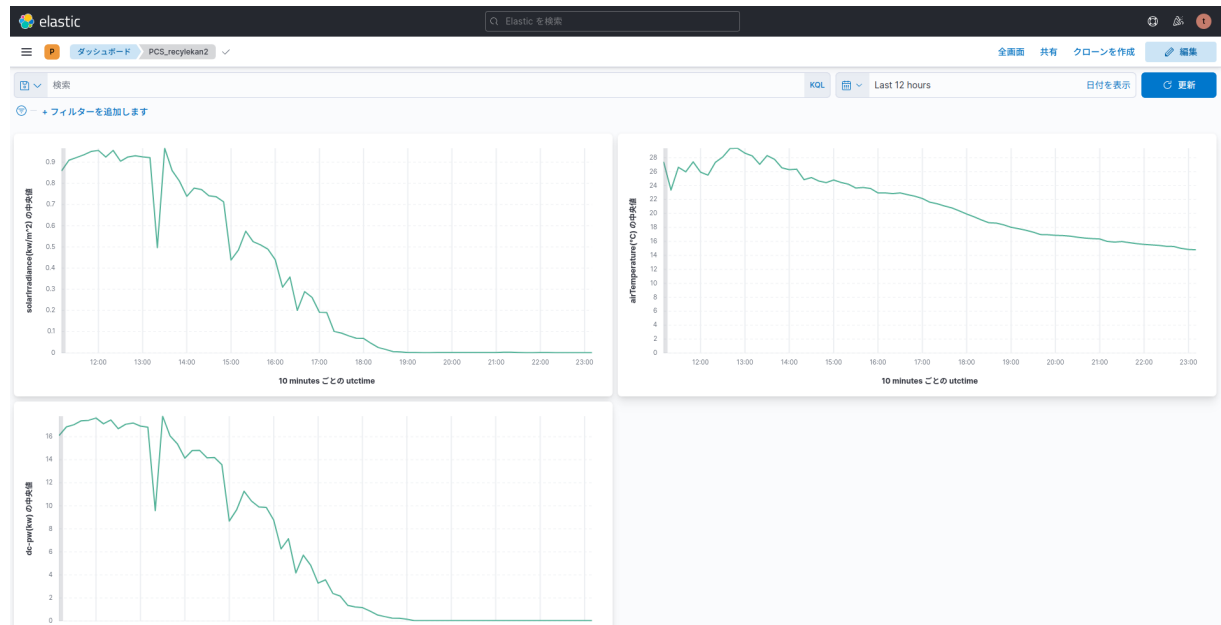 elastic
Elastic を検索
t
P
ダッシュボード
PCS_recylekan2
全画面
共有
クローンを作成
編集
検索
KQL
Last 12 hours
日付を表示
更新
+ フィルターを追加します
solarIrradiance(kw/m^2) の中央値
0.9
0.8
0.7
0.6
0.5
0.4
0.3
0.2
0.1
0
12:00 13:00 14:00 15:00 16:00 17:00 18:00 19:00 20:00 21:00 22:00 23:00
10 minutes ごとの utctime
airTemperature(°C) の中央値
28
26
24
22
20
18
16
14
12
10
8
6
4
2
0
12:00 13:00 14:00 15:00 16:00 17:00 18:00 19:00 20:00 21:00 22:00 23:00
10 minutes ごとの utctime
dc-pw(kw) の中央値
16
14
12
10
8
6
4
2
0